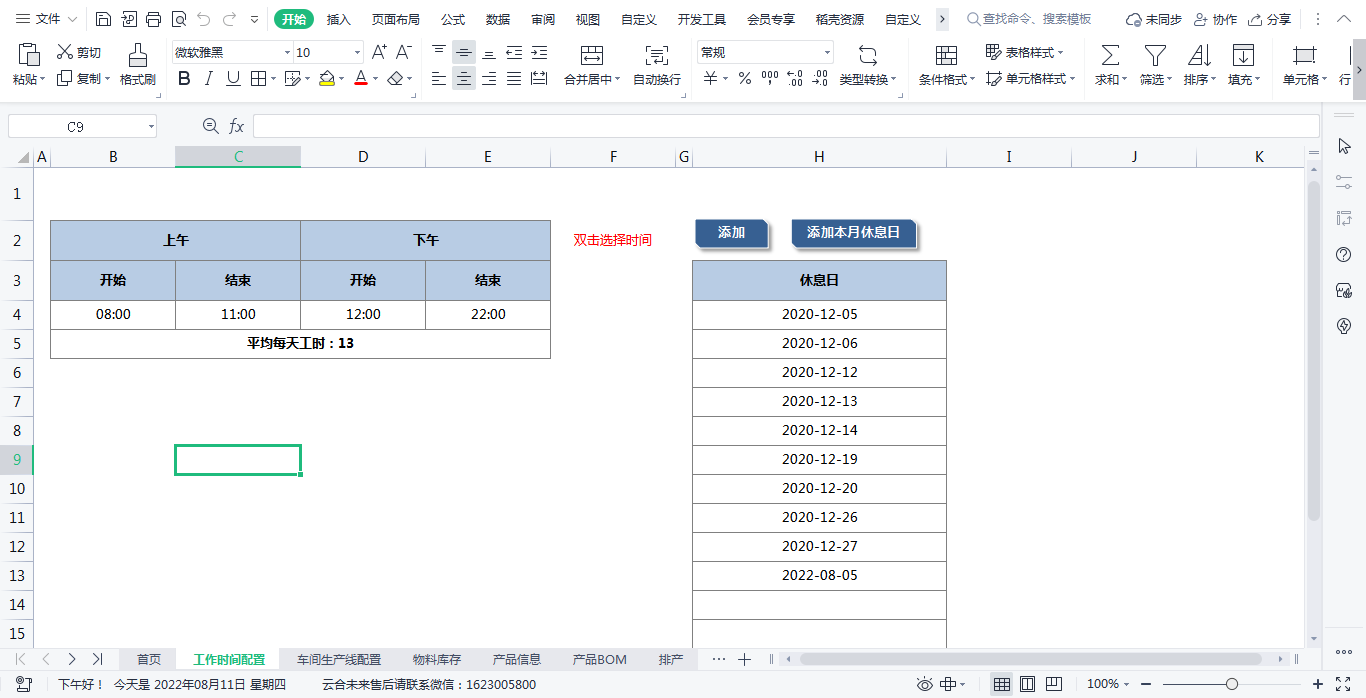 文件 开始 插入 页面布局 公式 数据 审阅 视图 自定义 开发工具 会员专享 稻壳资源 自定义 查找命令、搜索模板 未同步 协作 分享
剪切 微软雅黑 10 A+ A- 常规 表格样式
粘贴 复制 格式刷 B I U A 合并居中 自动换行 ¥ % 类型转换 条件格式 单元格样式 求和 筛选 排序 填充 单元格 行
C9 fx
A B C D E F G H I J K
1
2 上午 下午 双击选择时间 添加 添加本月休息日
3 开始 结束 开始 结束 休息日
4 08:00 11:00 12:00 22:00 2020-12-05
5 平均每天工时：13 2020-12-06
6 2020-12-12
7 2020-12-13
8 2020-12-14
9 2020-12-19
10 2020-12-20
11 2020-12-26
12 2020-12-27
13 2022-08-05
14
15
首页 工作时间配置 车间生产线配置 物料库存 产品信息 产品BOM 排产 ···
下午好！ 今天是 2022年08月11日 星期四 云合未来售后请联系微信：1623005800 100%